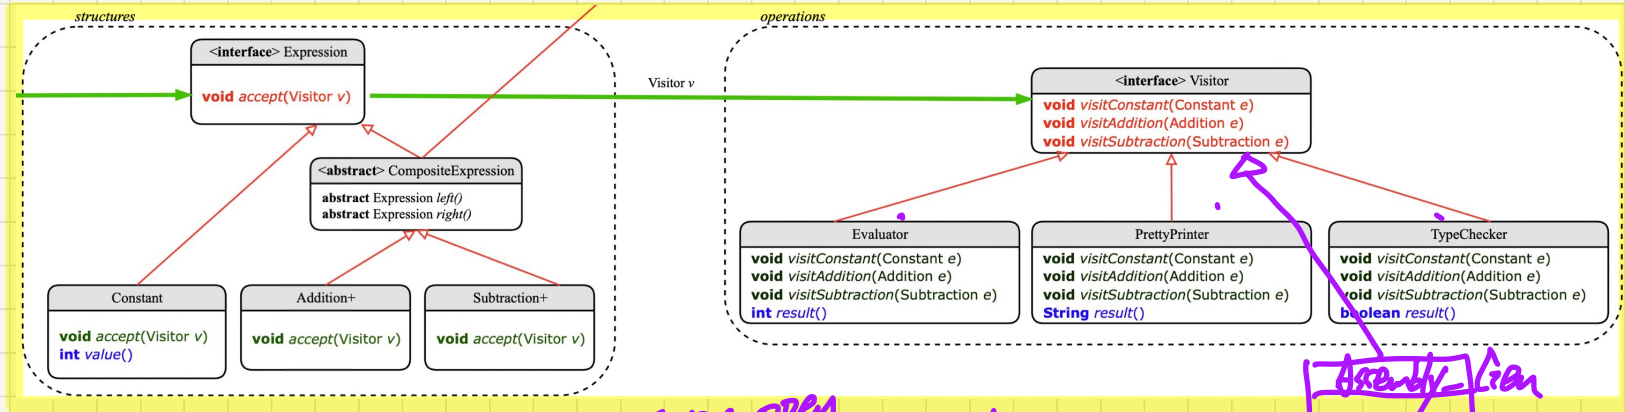 structures
<interface> Expression
void accept(Visitor v)
<abstract> CompositeExpression
abstract Expression left()
abstract Expression right()
Constant
void accept(Visitor v)
int value()
Addition+
void accept(Visitor v)
Subtraction+
void accept(Visitor v)
Visitor v
operations
<interface> Visitor
void visitConstant(Constant e)
void visitAddition(Addition e)
void visitSubtraction(Subtraction e)
Evaluator
void visitConstant(Constant e)
void visitAddition(Addition e)
void visitSubtraction(Subtraction e)
int result()
PrettyPrinter
void visitConstant(Constant e)
void visitAddition(Addition e)
void visitSubtraction(Subtraction e)
String result()
TypeChecker
void visitConstant(Constant e)
void visitAddition(Addition e)
void visitSubtraction(Subtraction e)
boolean result()
Assembly
open